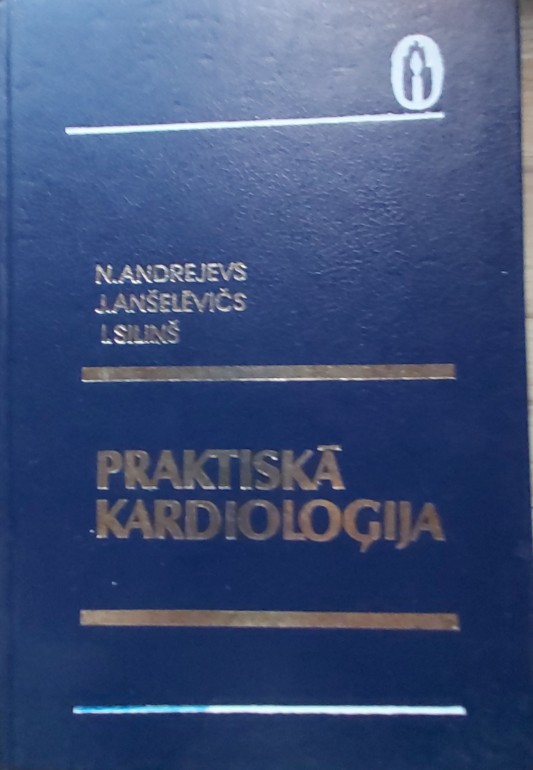 N.ANDREJEVS
J.ANŠELĒVIČS
I.SILIŅŠ
PRAKTISKĀ
KARDIOLOĢIJA